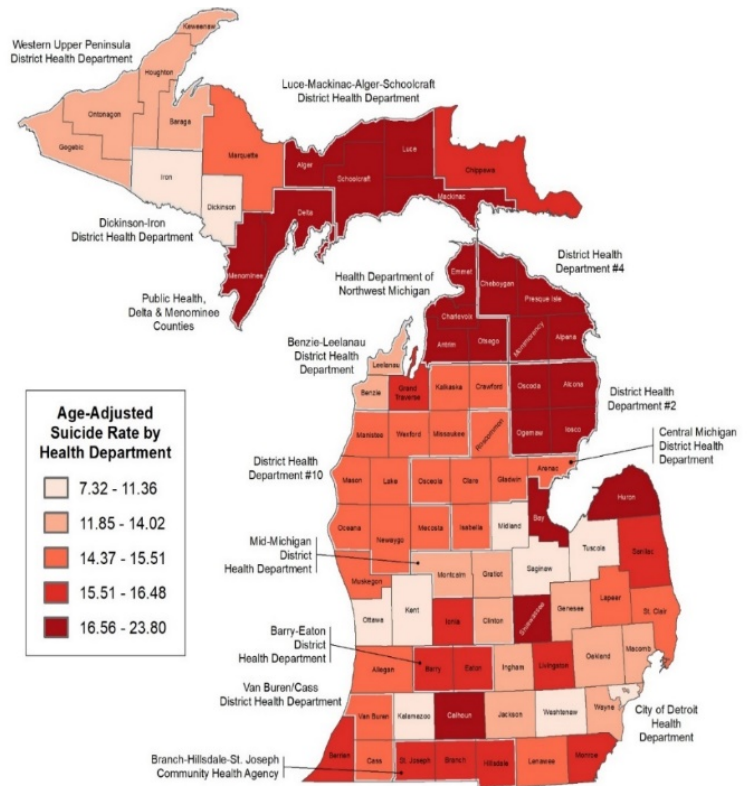 Keweenaw
Western Upper Peninsula
District Health Department
Houghton
Ontonagon
Baraga
Gogebic
Luce-Mackinac-Alger-Schoolcraft
District Health Department
Marquette
Iron
Dickinson
Alger
Luce
Schoolcraft
Chippewa
Mackinac
Delta
Menominee
Dickinson-Iron
District Health Department
Public Health,
Delta & Menominee
Counties
Health Department of
Northwest Michigan
District Health
Department #4
Emmet
Cheboygan
Presque Isle
Charlevoix
Antrim
Otsego
Montmorency
Alpena
Benzie-Leelanau
District Health
Department
Leelanau
Benzie
Grand
Traverse
Kalkaska
Crawford
Oscoda
Alcona
District Health
Department #2
Manistee
Wexford
Missaukee
Roscommon
Ogemaw
Iosco
Central Michigan
District Health
Department
District Health
Department #10
Mason
Lake
Osceola
Clare
Gladwin
Arenac
Oceana
Newaygo
Mecosta
Isabella
Midland
Bay
Huron
Mid-Michigan
District
Health Department
Muskegon
Montcalm
Gratiot
Saginaw
Tuscola
Sanilac
Ottawa
Kent
Ionia
Clinton
Shiawassee
Genesee
Lapeer
St. Clair
Barry-Eaton
District
Health Department
Allegan
Barry
Eaton
Ingham
Livingston
Oakland
Macomb
Van Buren/Cass
District Health Department
Van Buren
Kalamazoo
Calhoun
Jackson
Washtenaw
Wayne
City of Detroit
Health
Department
Branch-Hillsdale-St. Joseph
Community Health Agency
Berrien
Cass
St. Joseph
Branch
Hillsdale
Lenawee
Monroe
Age-Adjusted
Suicide Rate by
Health Department
7.32 - 11.36
11.85 - 14.02
14.37 - 15.51
15.51 - 16.48
16.56 - 23.80